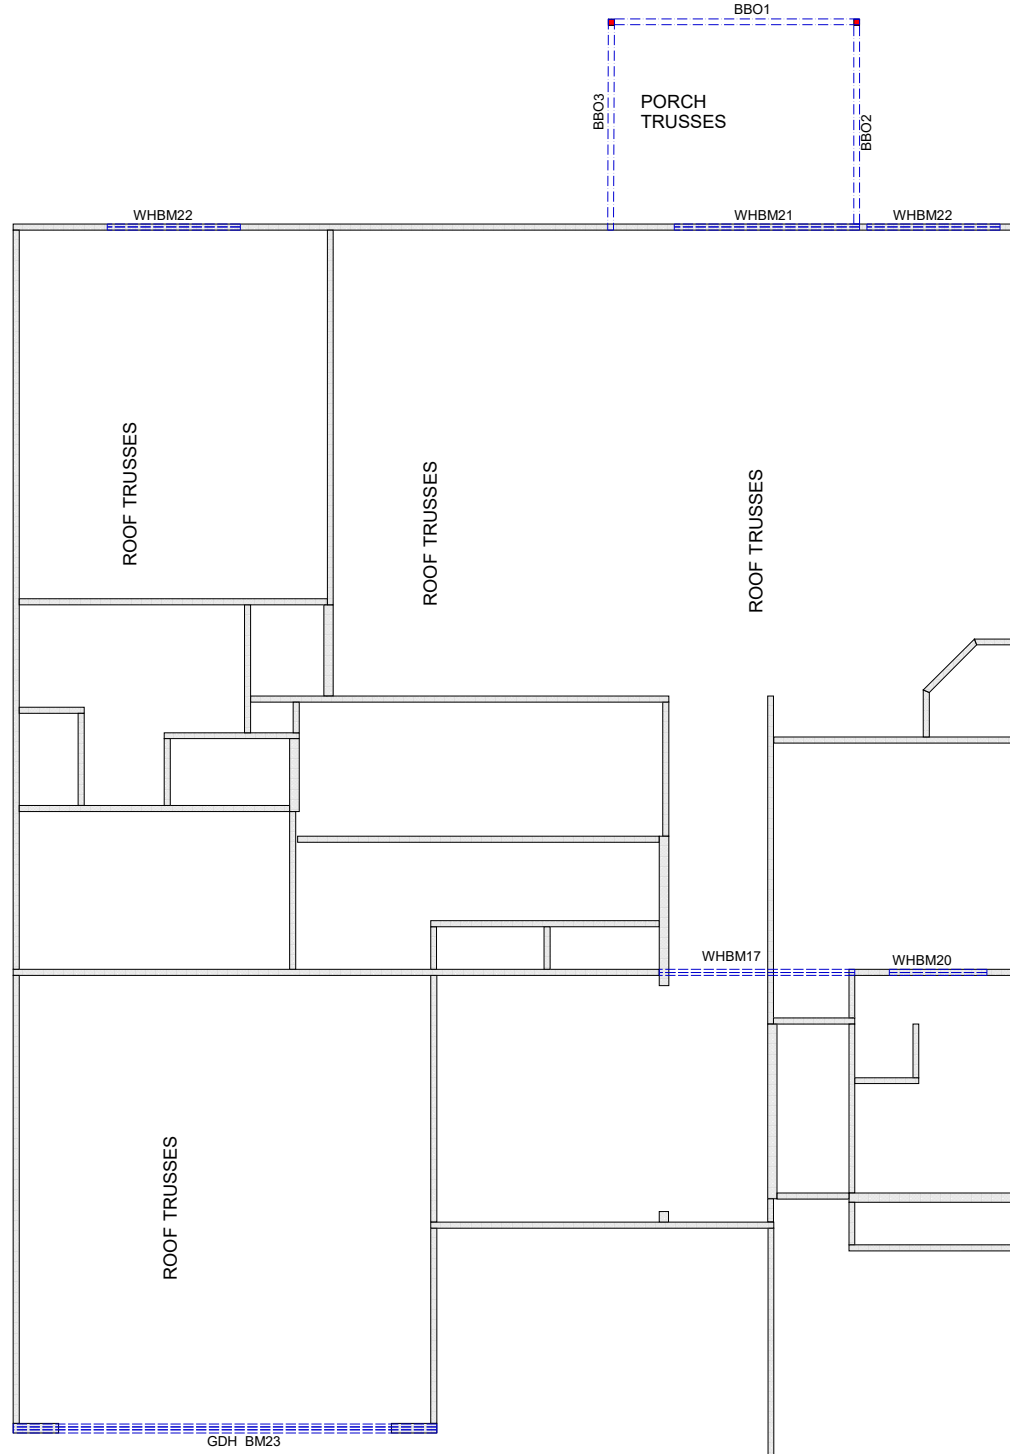 BBO1
BBO3
PORCH
TRUSSES
BBO2
WHBM22
WHBM21
WHBM22
ROOF TRUSSES
ROOF TRUSSES
ROOF TRUSSES
WHBM17
WHBM20
ROOF TRUSSES
GDH BM23